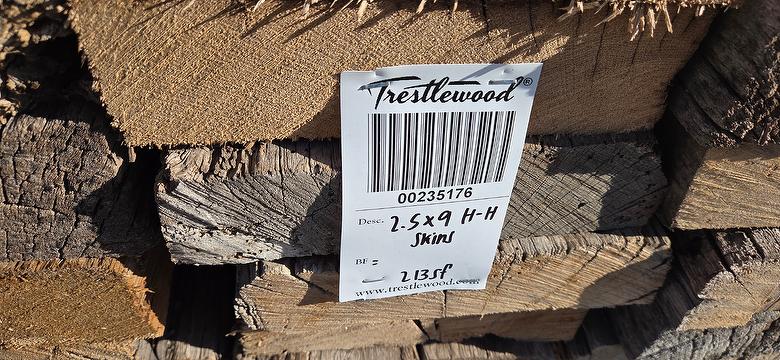 Trestlewood®
00235176
Desc. 2.5x9 H-H
skins
BF =
213sf
www.trestlewood.com